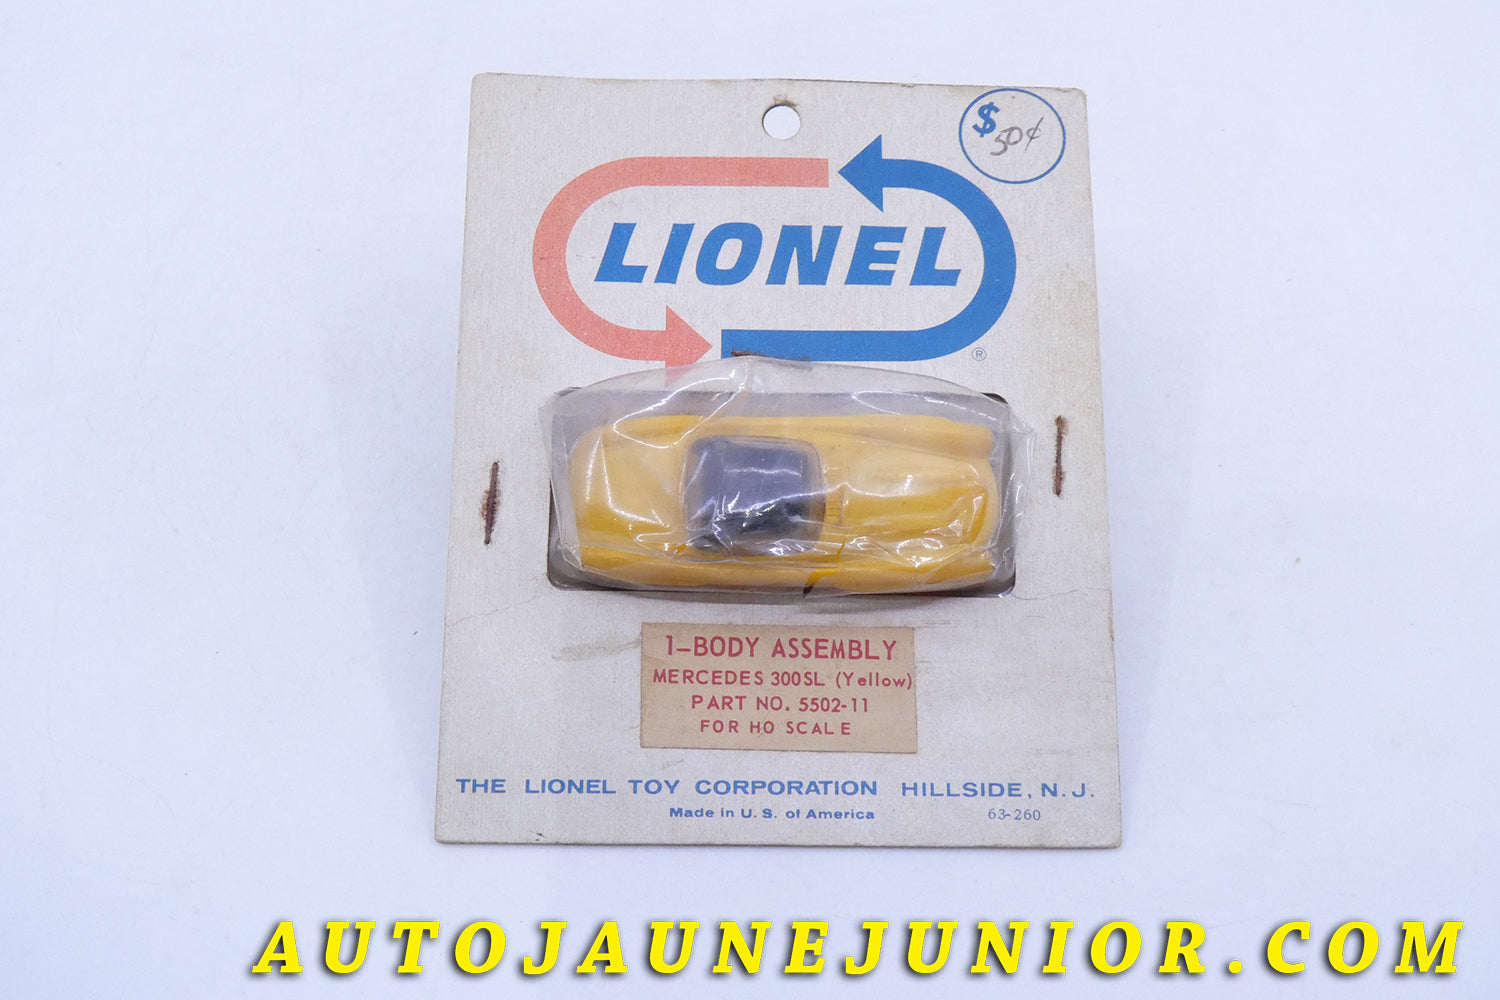 $ 50¢
LIONEL
®
1-BODY ASSEMBLY
MERCEDES 300SL (Yellow)
PART NO. 5502-11
FOR HO SCALE
THE LIONEL TOY CORPORATION HILLSIDE, N.J.
Made in U. S. of America 63-260
AUTOJAUNEJUNIOR.COM